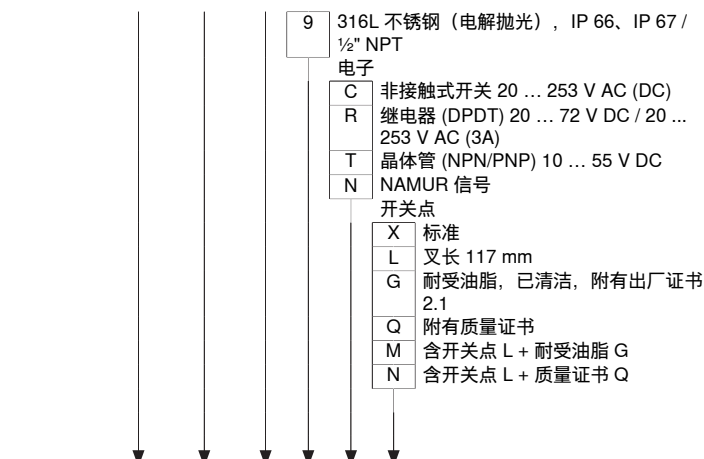 9 316L 不锈钢（电解抛光），IP 66、IP 67 /
½" NPT
电子
C 非接触式开关 20 … 253 V AC (DC)
R 继电器 (DPDT) 20 … 72 V DC / 20 ...
253 V AC (3A)
T 晶体管 (NPN/PNP) 10 … 55 V DC
N NAMUR 信号
开关点
X 标准
L 叉长 117 mm
G 耐受油脂，已清洁，附有出厂证书
2.1
Q 附有质量证书
M 含开关点 L + 耐受油脂 G
N 含开关点 L + 质量证书 Q